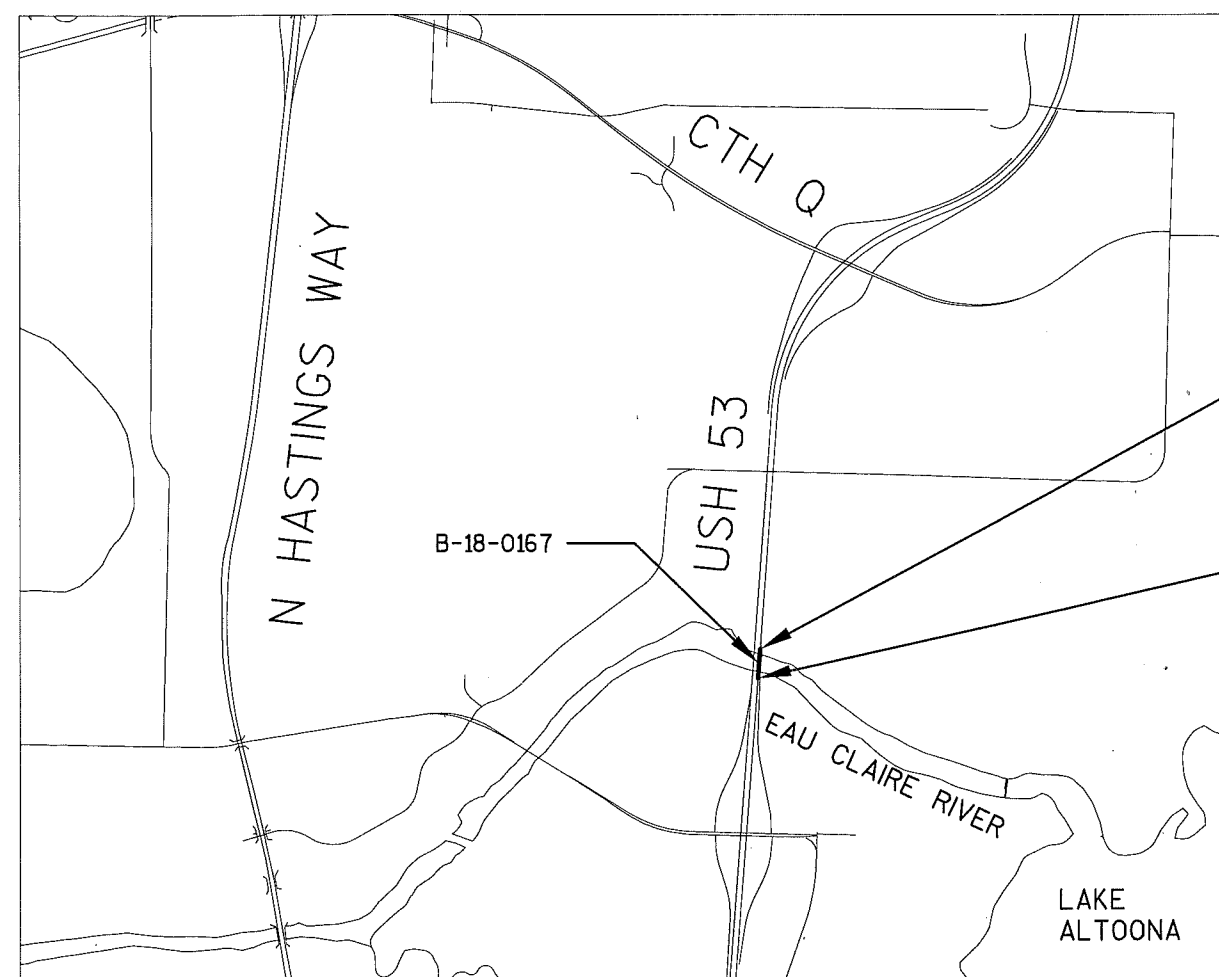 CTH Q
N HASTINGS WAY
USH 53
B-18-0167
EAU CLAIRE RIVER
LAKE
ALTOONA